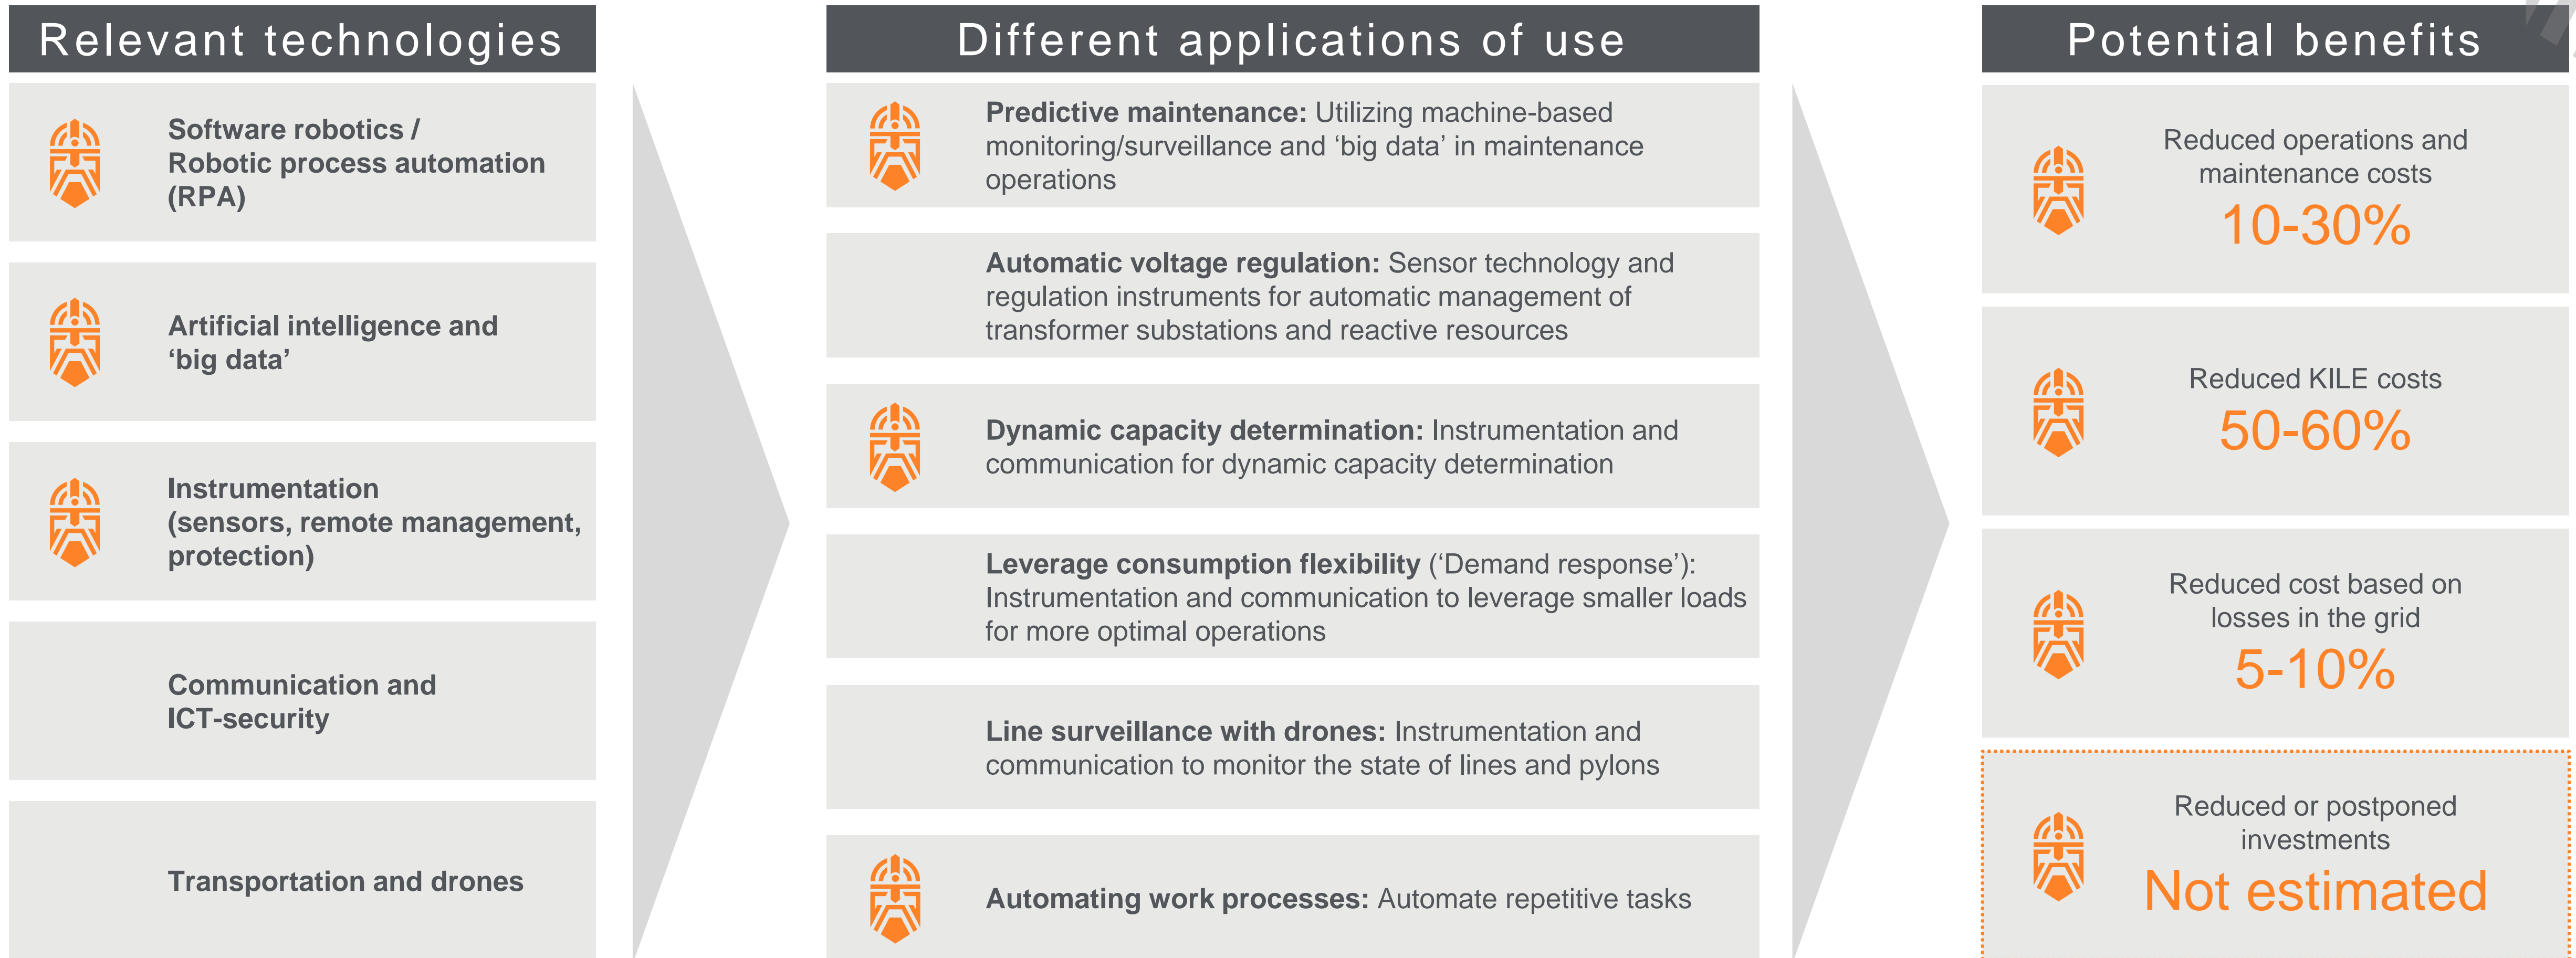 Relevant technologies
Software robotics /
Robotic process automation
(RPA)
Artificial intelligence and
‘big data’
Instrumentation
(sensors, remote management,
protection)
Communication and
ICT-security
Transportation and drones
Different applications of use
Predictive maintenance: Utilizing machine-based
monitoring/surveillance and ‘big data’ in maintenance
operations
Automatic voltage regulation: Sensor technology and
regulation instruments for automatic management of
transformer substations and reactive resources
Dynamic capacity determination: Instrumentation and
communication for dynamic capacity determination
Leverage consumption flexibility (‘Demand response’):
Instrumentation and communication to leverage smaller loads
for more optimal operations
Line surveillance with drones: Instrumentation and
communication to monitor the state of lines and pylons
Automating work processes: Automate repetitive tasks
Potential benefits
Reduced operations and
maintenance costs
10-30%
Reduced KILE costs
50-60%
Reduced cost based on
losses in the grid
5-10%
Reduced or postponed
investments
Not estimated